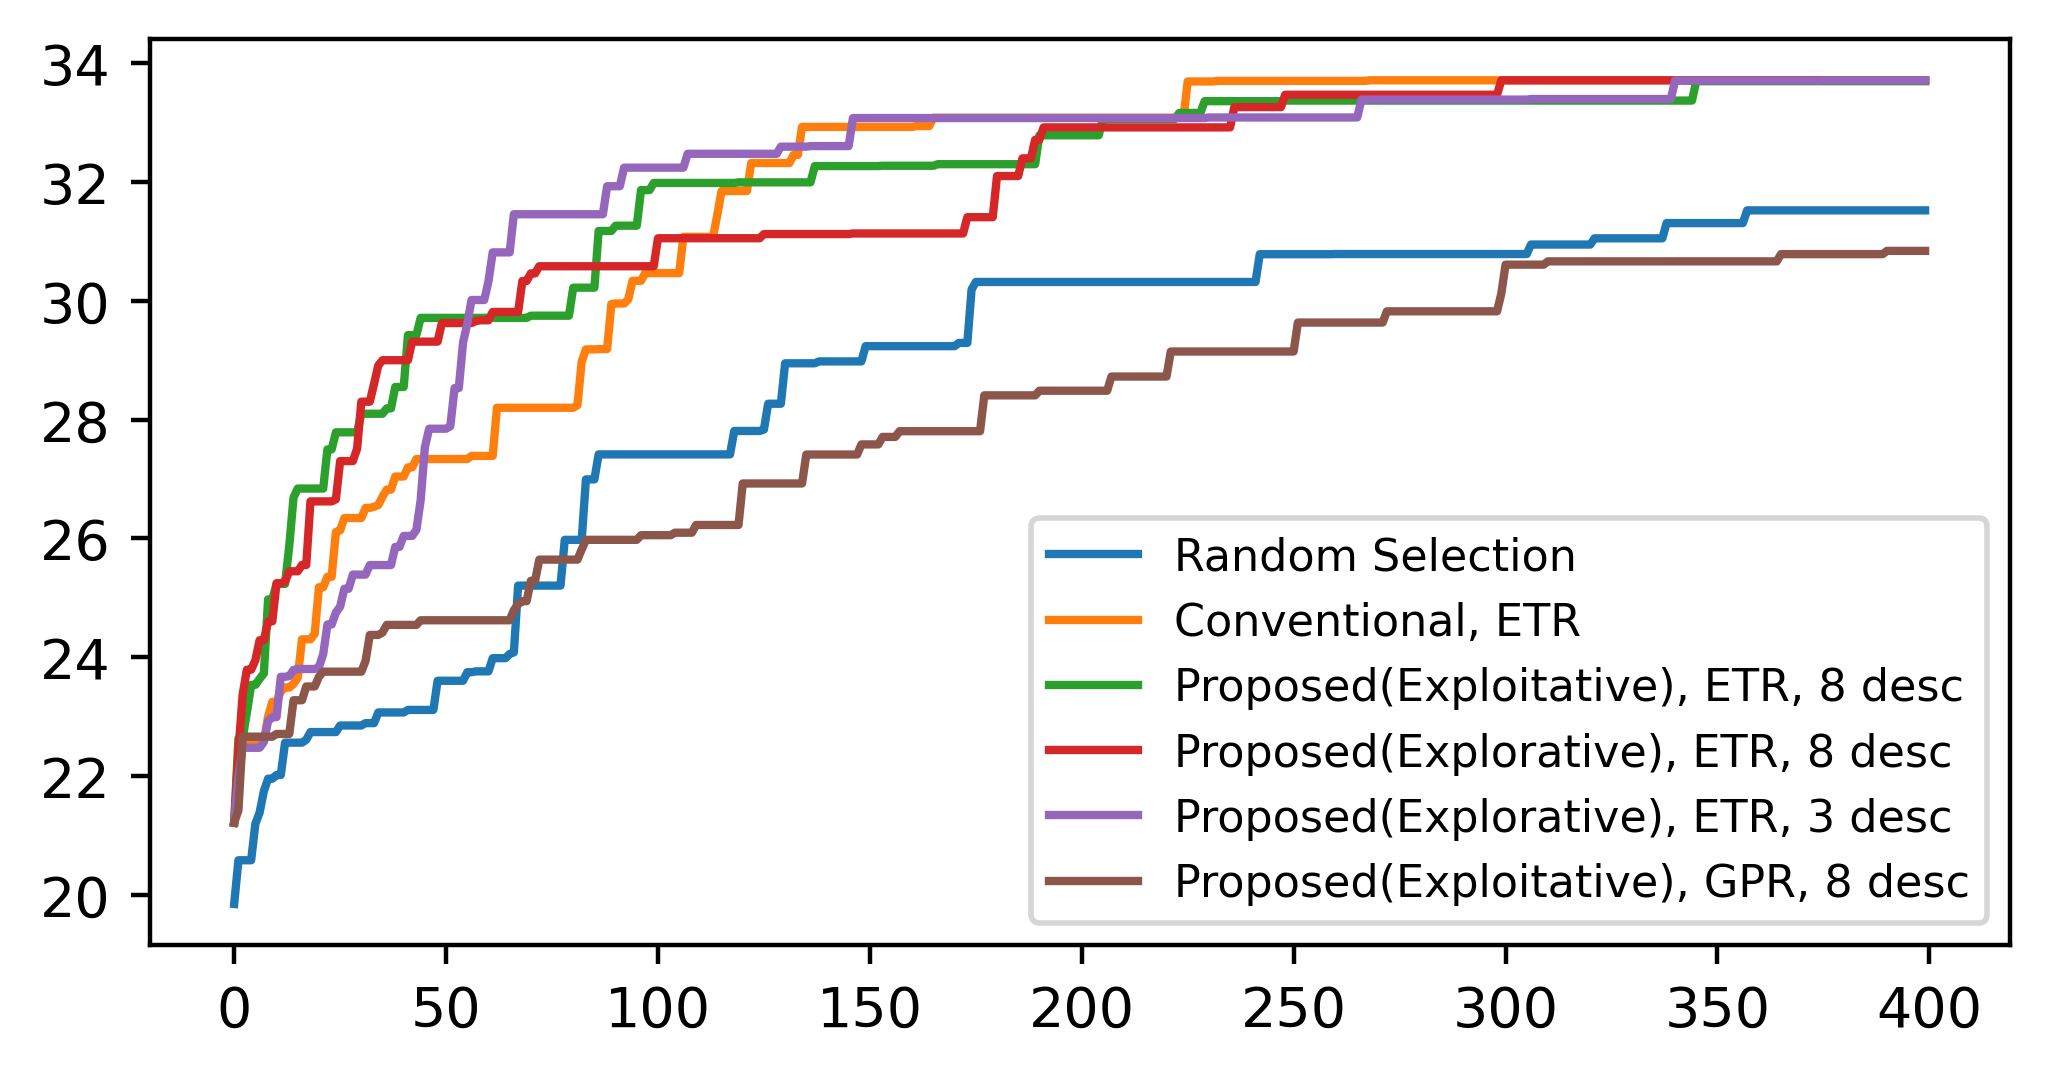 34
32
30
28
26
24
22
20
0 50 100 150 200 250 300 350 400
Random Selection
Conventional, ETR
Proposed(Exploitative), ETR, 8 desc
Proposed(Explorative), ETR, 8 desc
Proposed(Explorative), ETR, 3 desc
Proposed(Exploitative), GPR, 8 desc